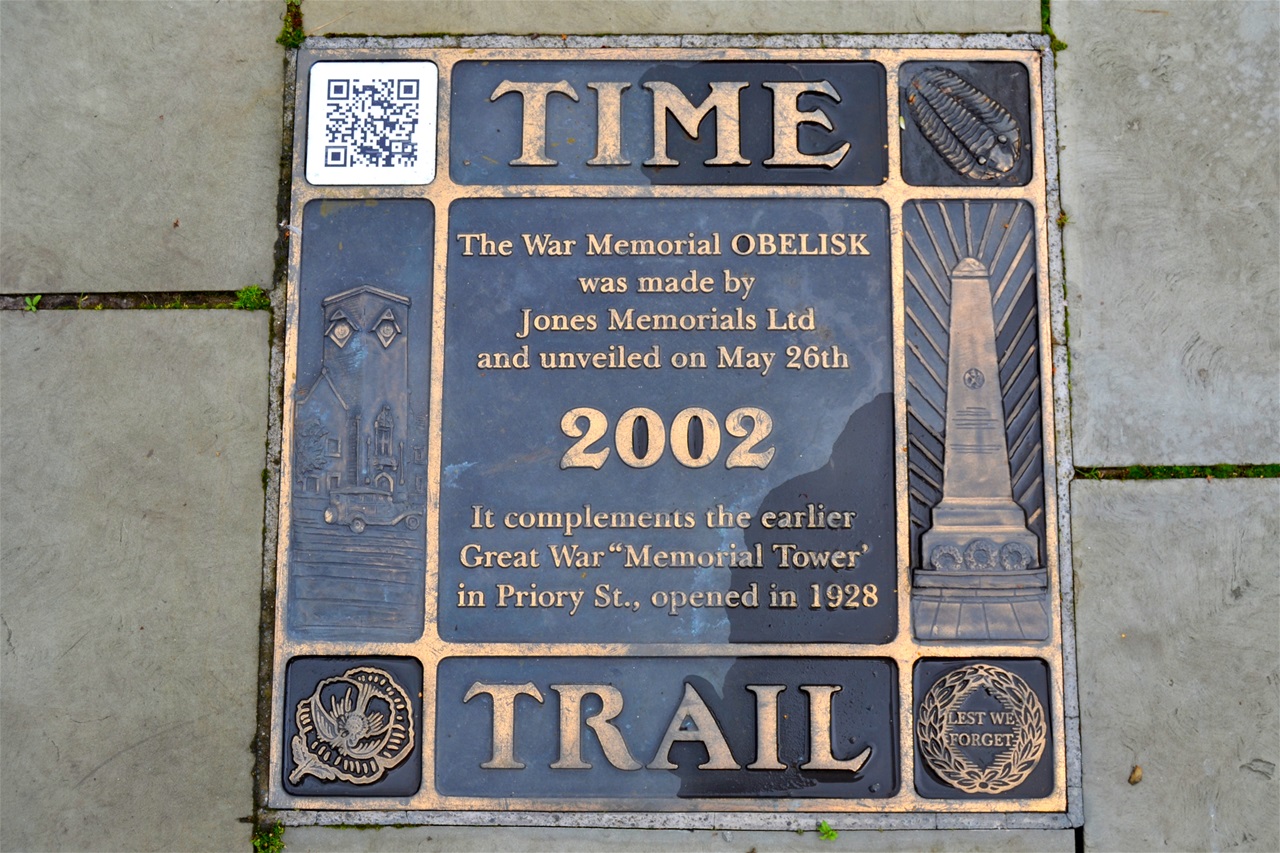 TIME
The War Memorial OBELISK
was made by
Jones Memorials Ltd
and unveiled on May 26th
2002
It complements the earlier
Great War “Memorial Tower’
in Priory St., opened in 1928
TRAIL
LEST WE
FORGET